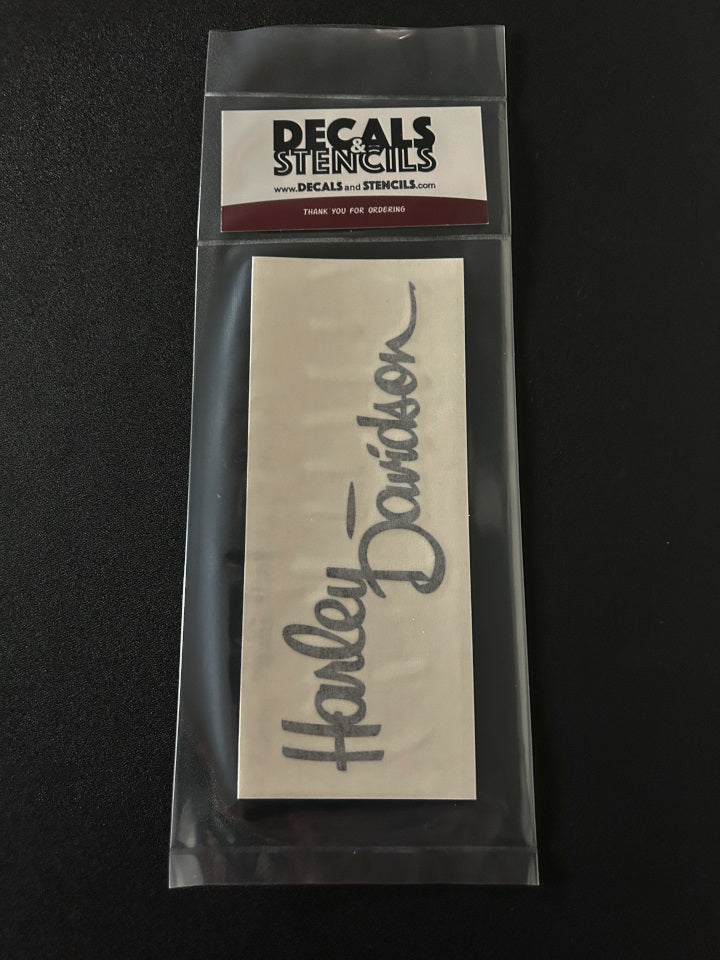 DECALS
&
STENCILS
www.DECALS and STENCILS.com
THANK YOU FOR ORDERING
Harley-
Davidson